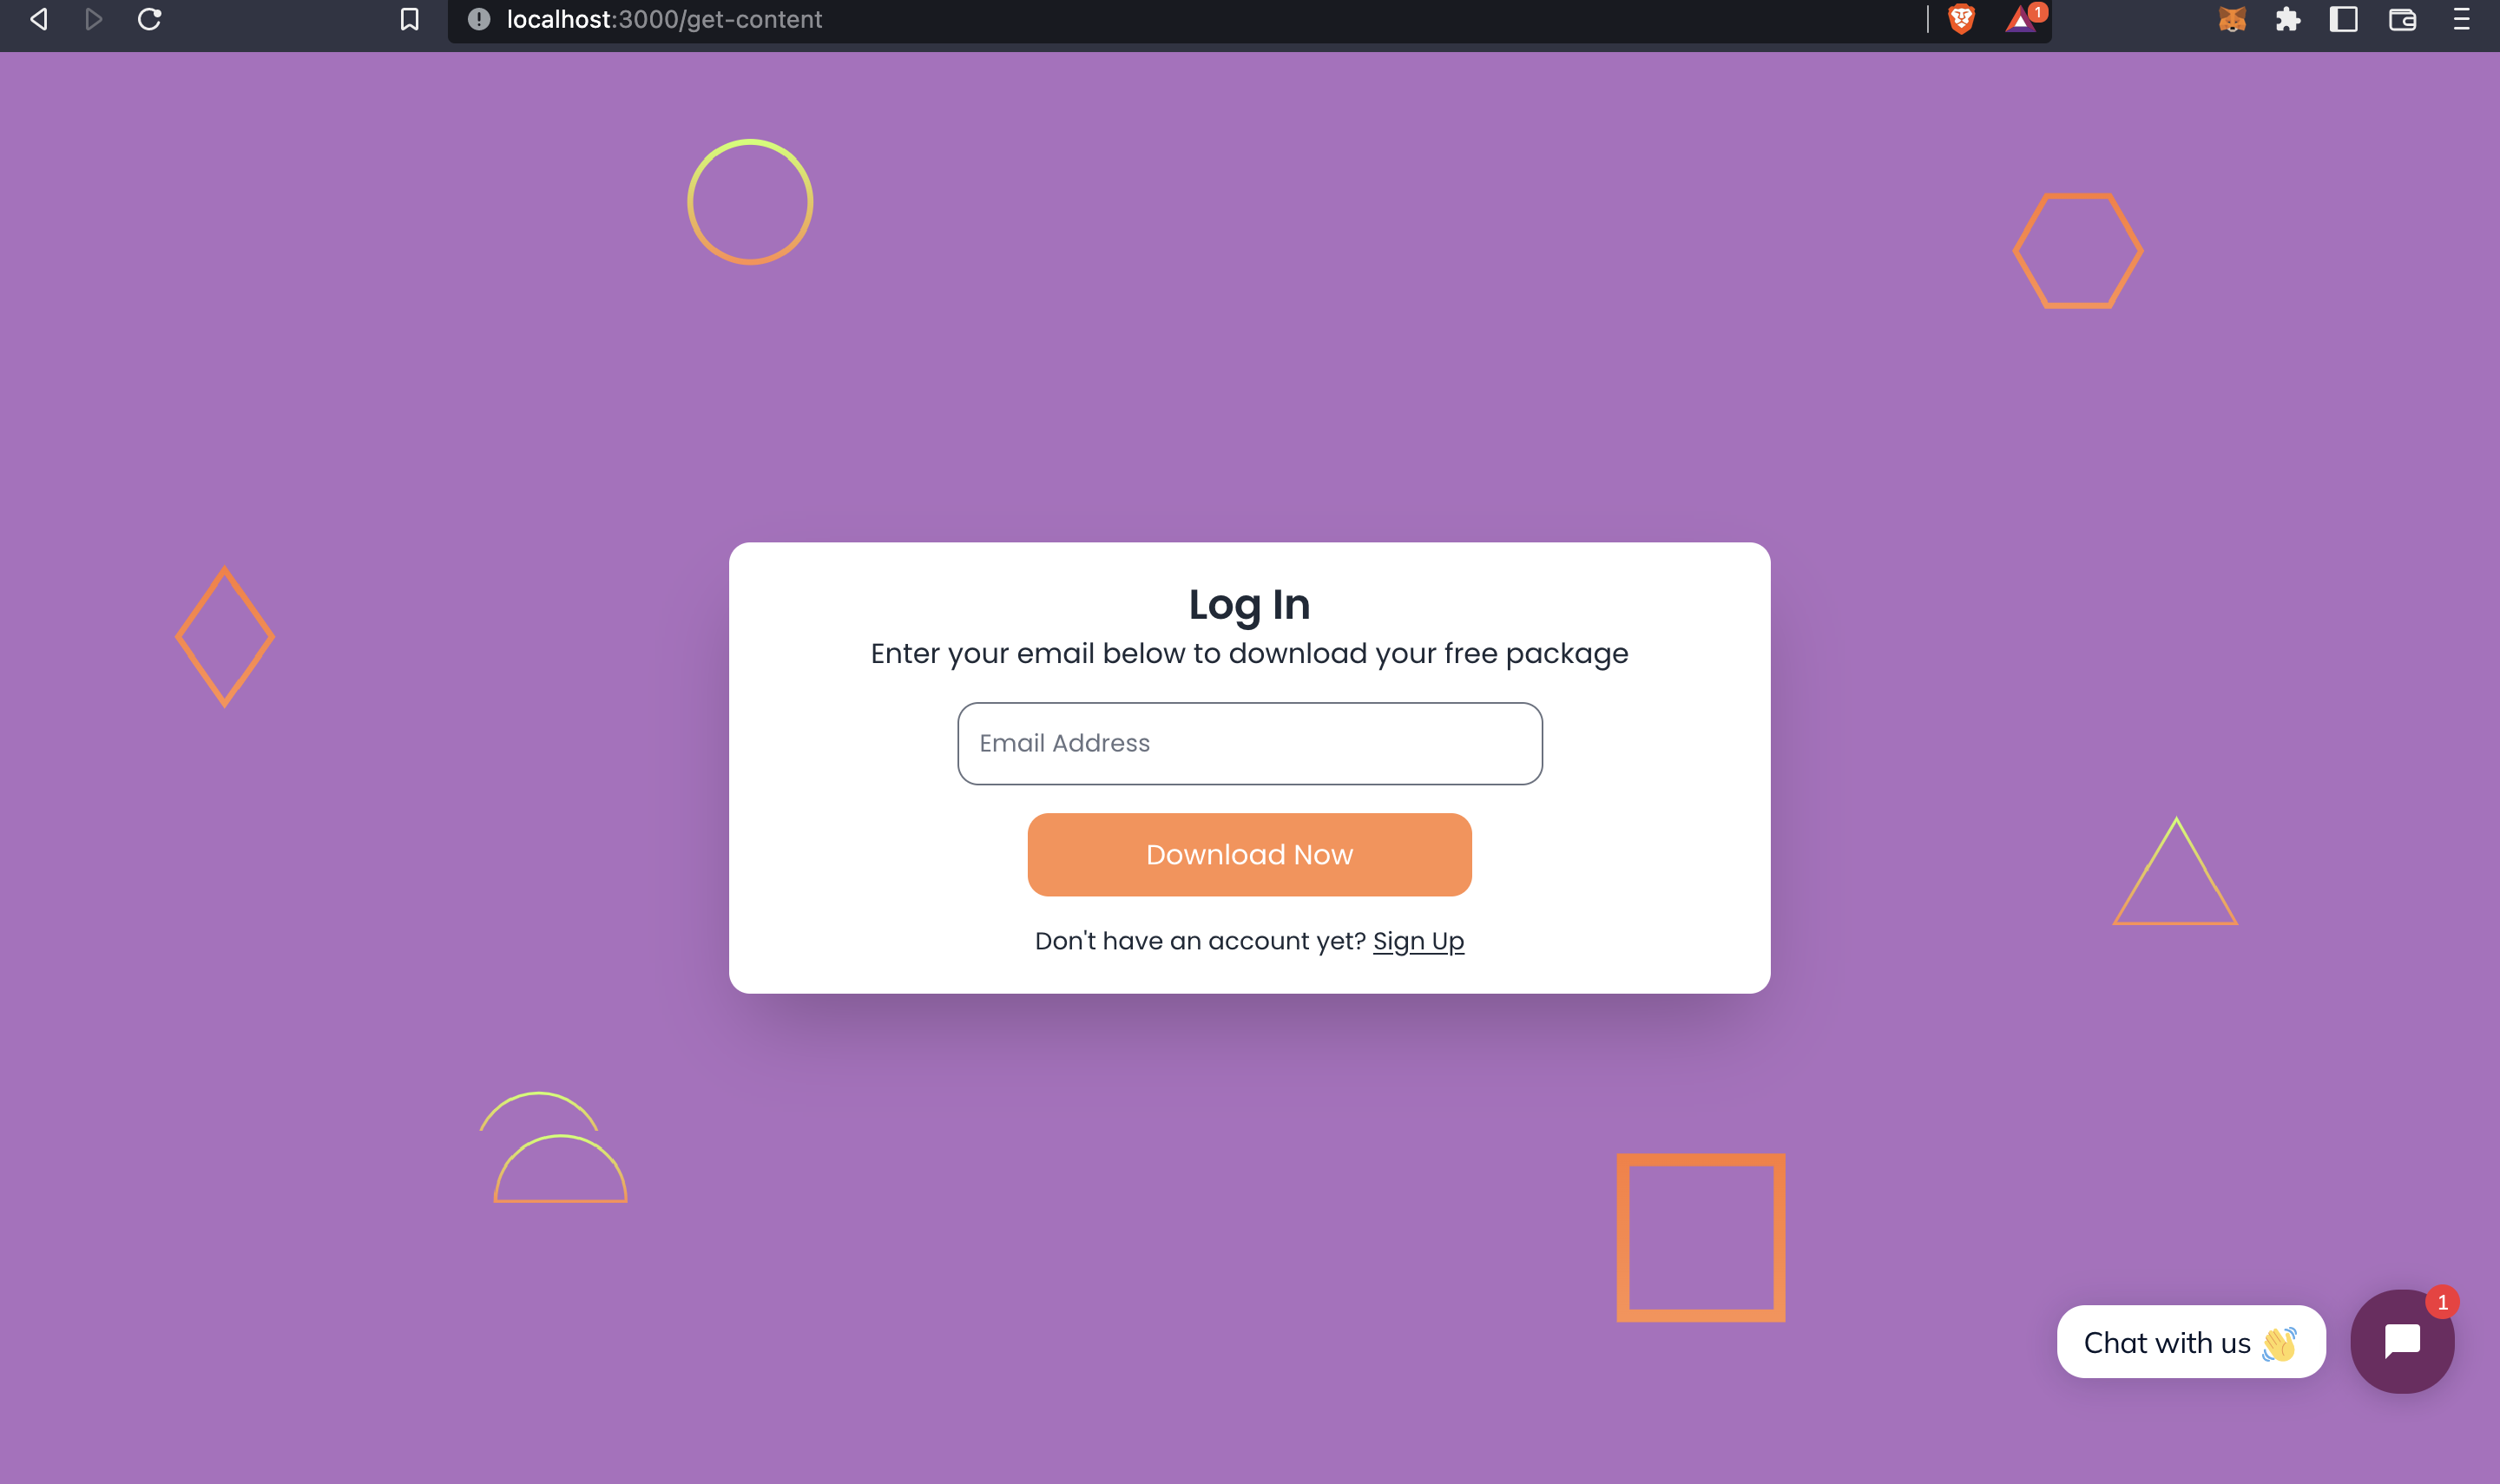 localhost:3000/get-content
1
Log In
Enter your email below to download your free package
Email Address
Download Now
Don't have an account yet? Sign Up
1
Chat with us 👋